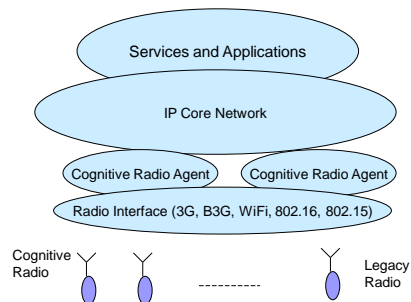 Services and Applications
IP Core Network
Cognitive Radio Agent
Cognitive Radio Agent
Radio Interface (3G, B3G, WiFi, 802.16, 802.15)
Cognitive
Radio
Legacy
Radio